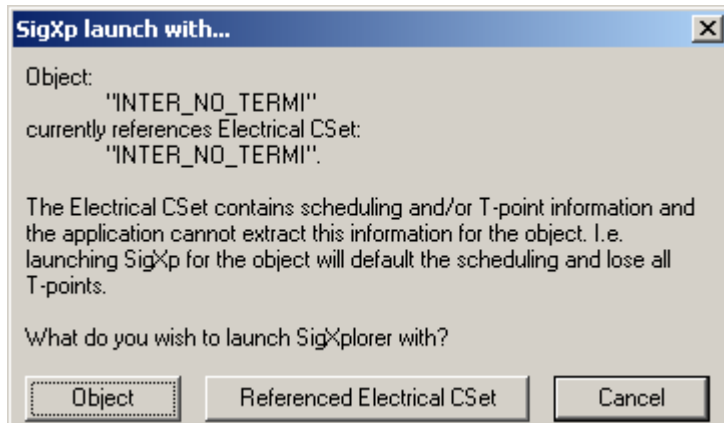 SigXp launch with...
Object:
"INTER_NO_TERMI"
currently references Electrical CSet:
"INTER_NO_TERMI".
The Electrical CSet contains scheduling and/or T-point information and
the application cannot extract this information for the object. I.e.
launching SigXp for the object will default the scheduling and lose all
T-points.
What do you wish to launch SigXplorer with?
Object Referenced Electrical CSet Cancel